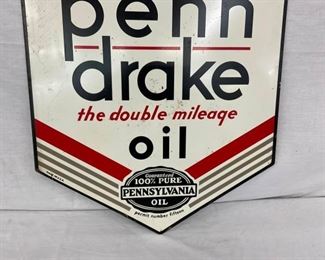 penn
drake
the double mileage
oil
Guaranteed
100% PURE
PENNSYLVANIA
OIL
permit number fifteen